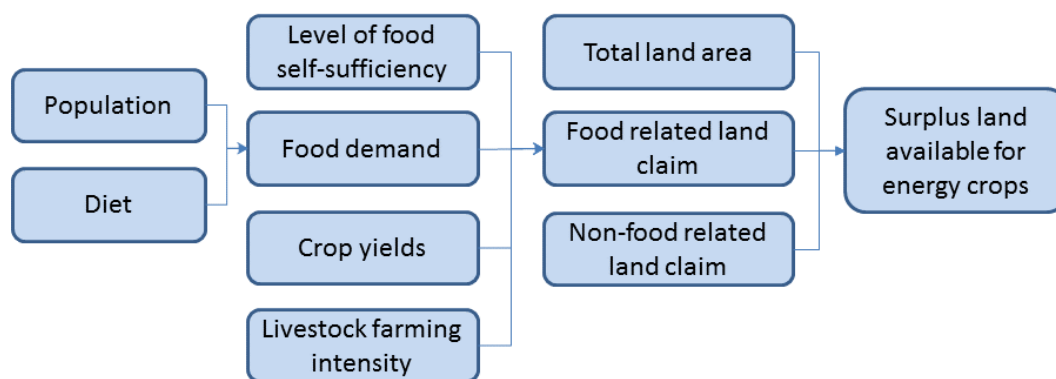 Population
Diet
Level of food
self-sufficiency
Food demand
Crop yields
Livestock farming
intensity
Total land area
Food related land
claim
Non-food related
land claim
Surplus land
available for
energy crops